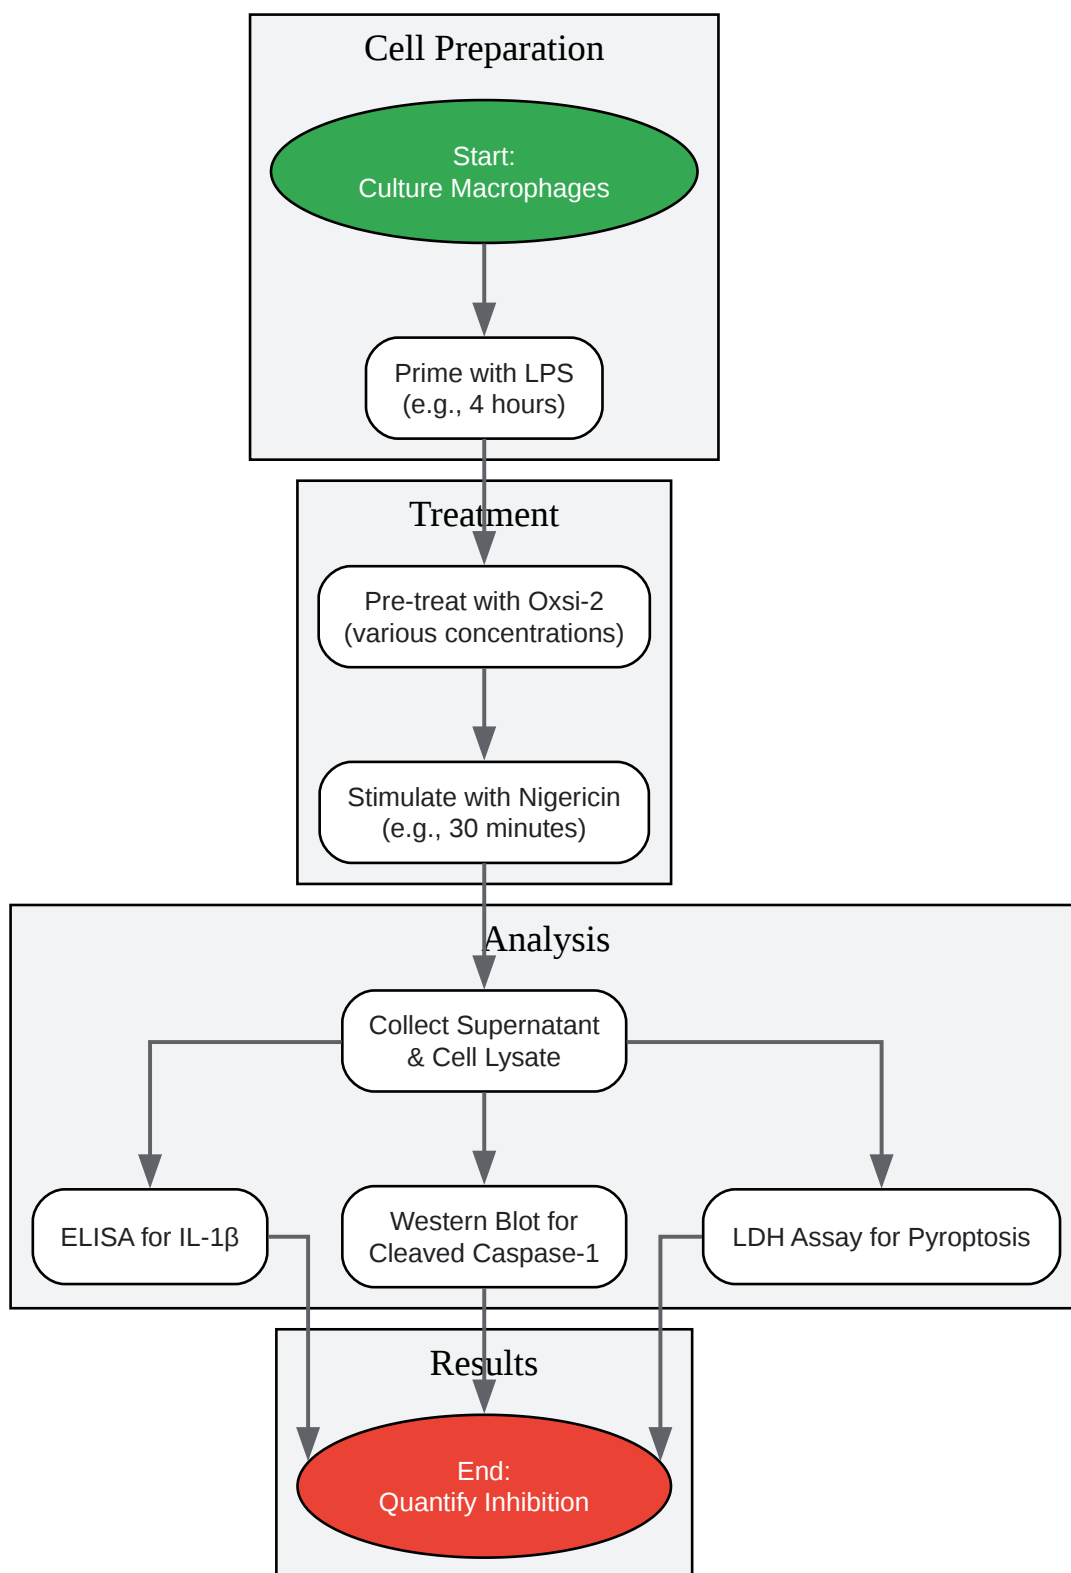 Cell Preparation
Start:
Culture Macrophages
Prime with LPS
(e.g., 4 hours)
Treatment
Pre-treat with Oxsi-2
(various concentrations)
Stimulate with Nigericin
(e.g., 30 minutes)
Analysis
Collect Supernatant
& Cell Lysate
ELISA for IL-1β
Western Blot for
Cleaved Caspase-1
LDH Assay for Pyroptosis
Results
End:
Quantify Inhibition